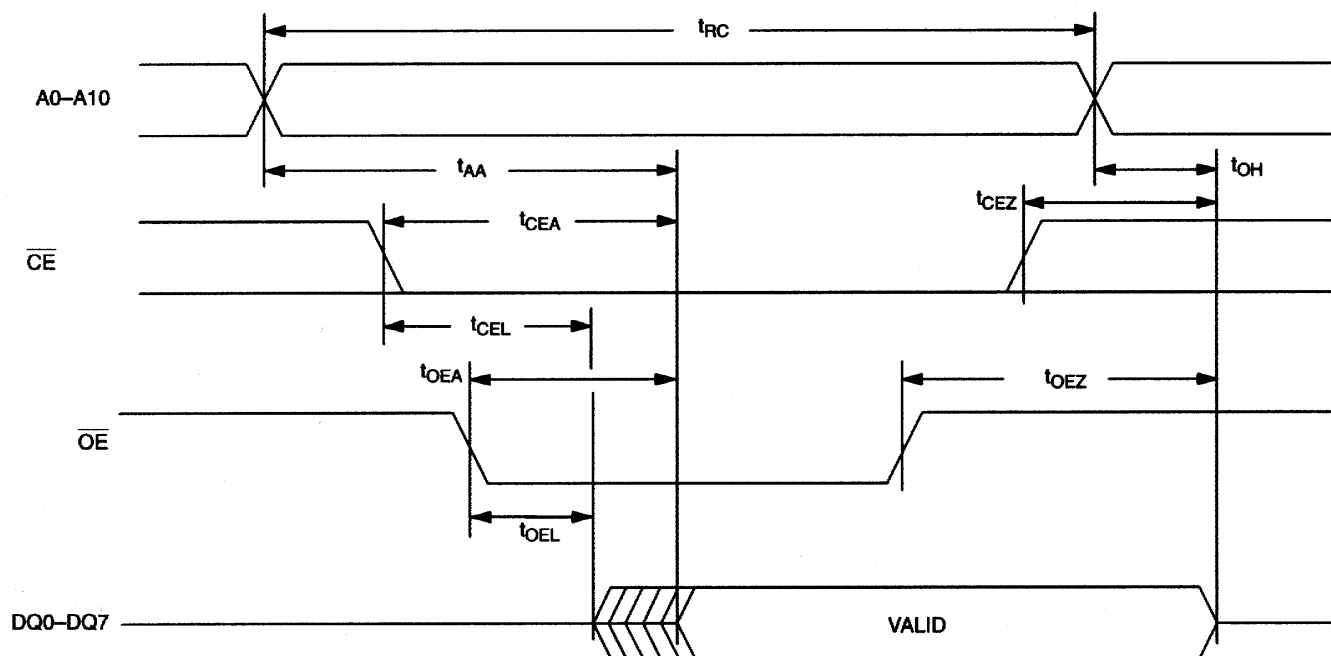 tRC
A0–A10
tAA
tOH
tCEA
tCEZ
CE
tCEL
tOEA
tOEZ
OE
tOEL
DQ0–DQ7
VALID